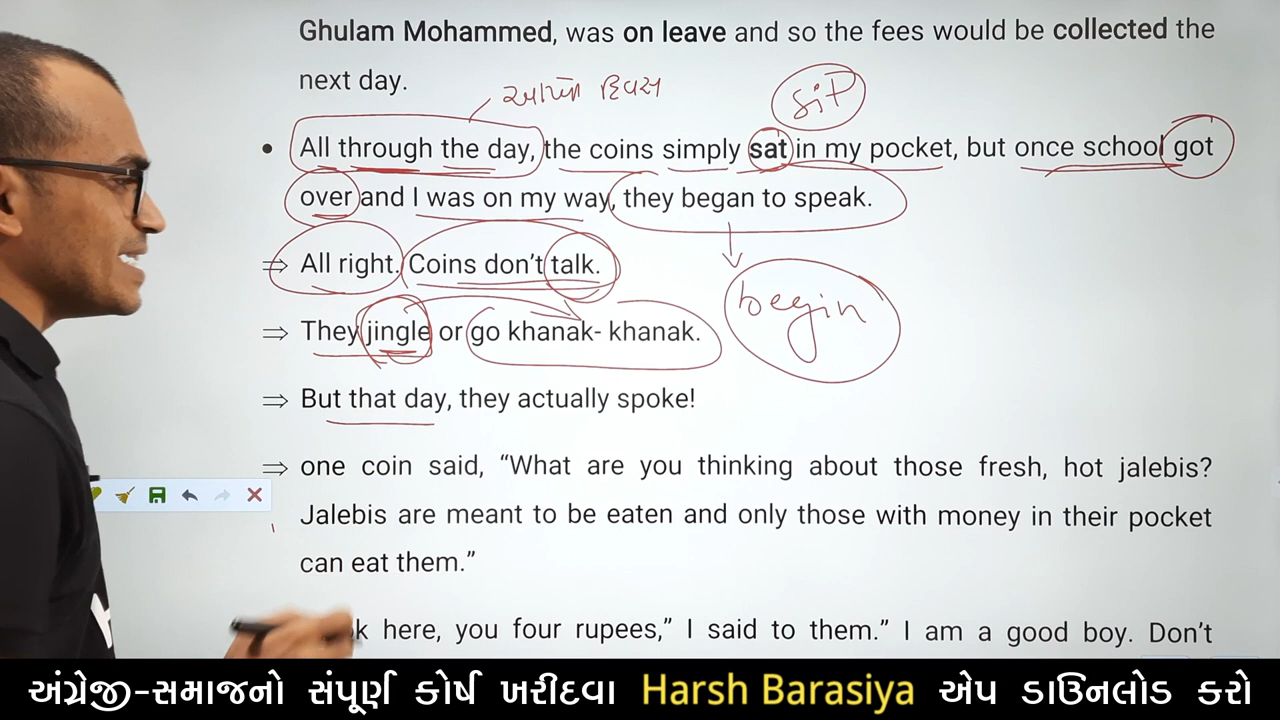 Ghulam Mohammed, was on leave and so the fees would be collected the
next day.
દિવસ
sit
• All through the day, the coins simply sat in my pocket, but once school got
over and I was on my way, they began to speak.
⇒ All right. Coins don't talk.
begin
⇒ They jingle or go khanak- khanak.
⇒ But that day, they actually spoke!
⇒ one coin said, “What are you thinking about those fresh, hot jalebis?
Jalebis are meant to be eaten and only those with money in their pocket
can eat them.”
here, you four rupees,” I said to them.” I am a good boy. Don't
અંગ્રેજી-સમાજનો સંપૂર્ણ કોર્ષ ખરીદવા Harsh Barasiya એપ ડાઉનલોડ કરો